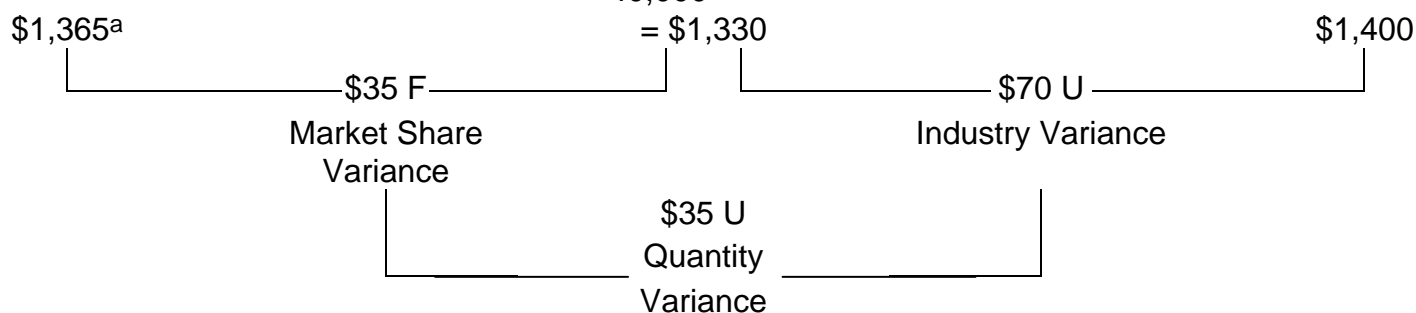 $1,365ᵃ = $1,330 $1,400
$35 F $70 U
Market Share Industry Variance
Variance
$35 U
Quantity
Variance